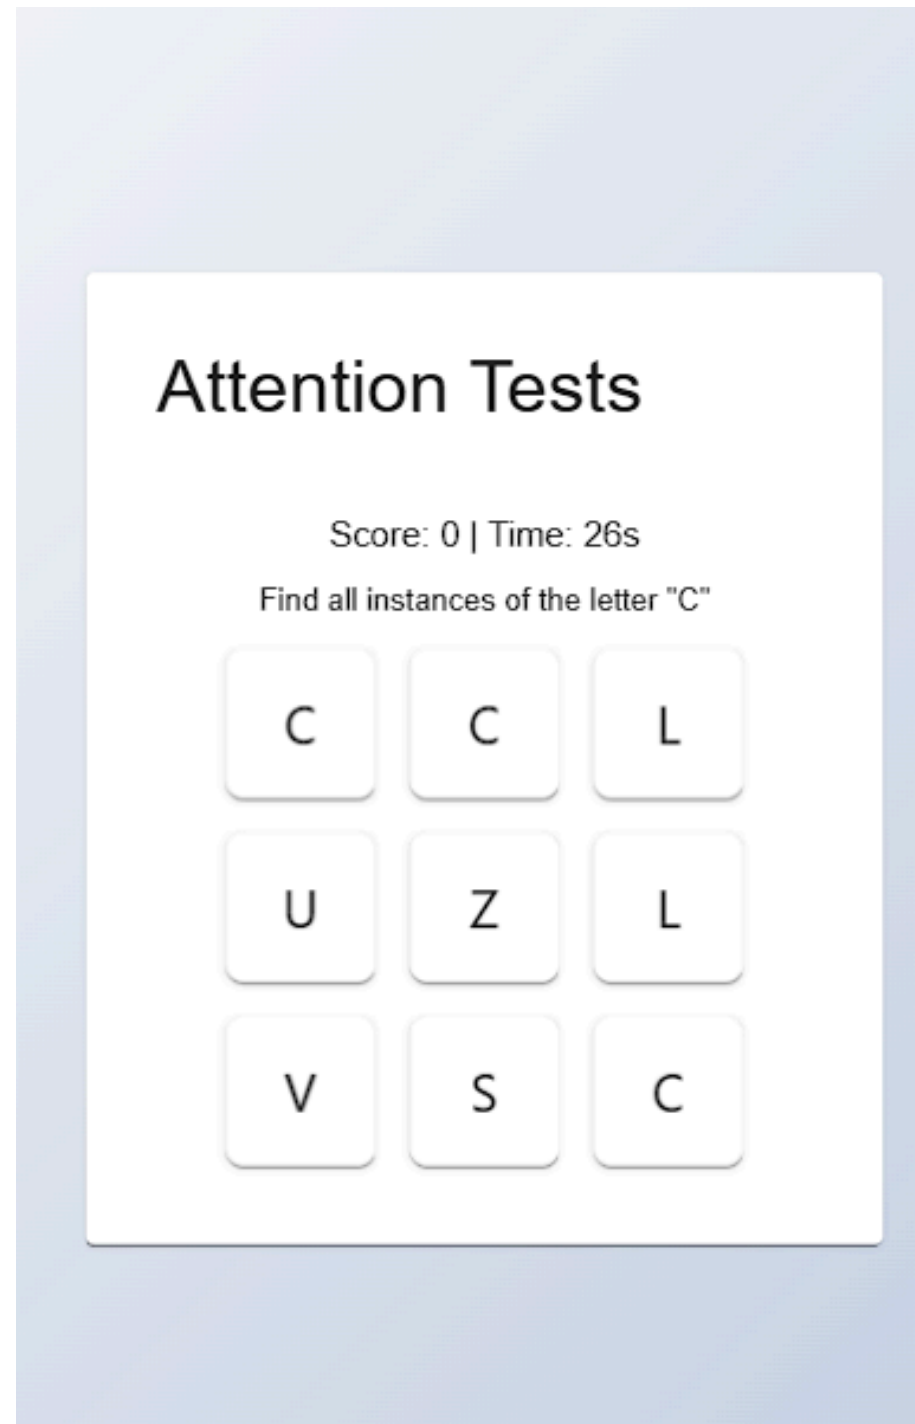 Attention Tests
Score: 0 | Time: 26s
Find all instances of the letter "C"
C C L
U Z L
V S C